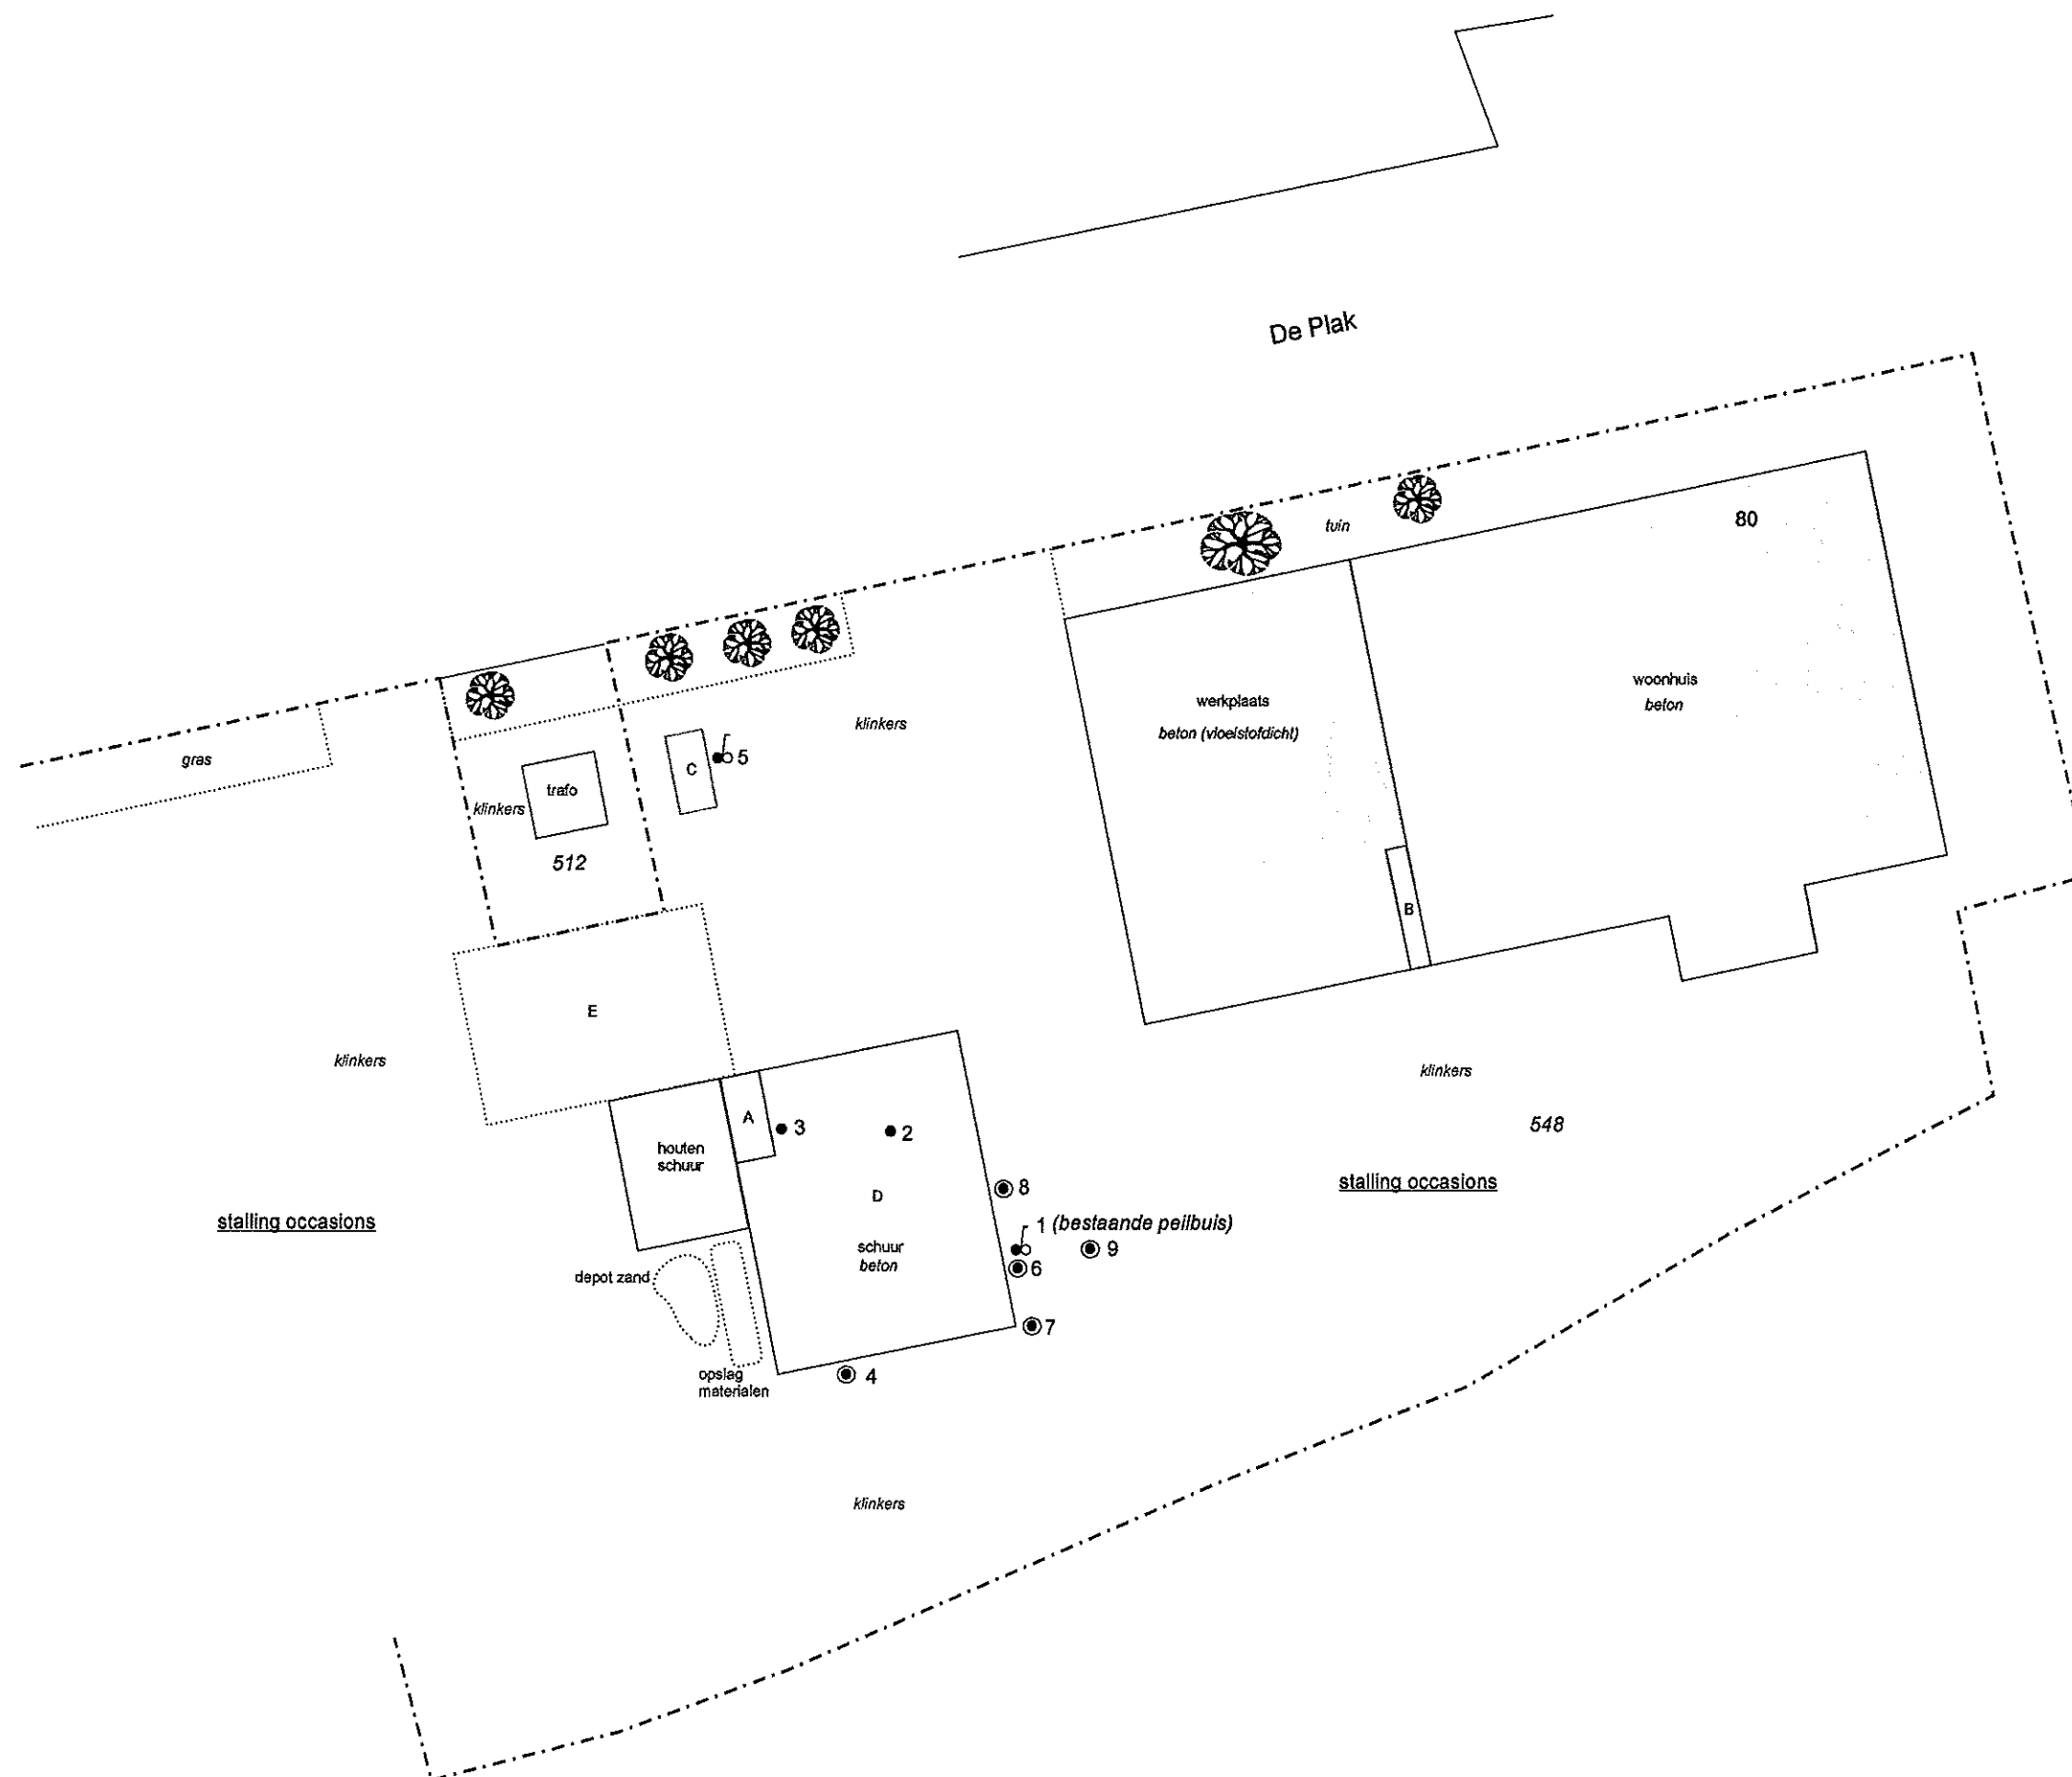 De Plak
tuin
80
klinkers
werkplaats
beton (vloeistofdicht)
woonhuis
beton
gras
C
5
trafo
klinkers
512
B
E
klinkers
klinkers
548
A
3
2
houten
schuur
8
D
stalling occasions
stalling occasions
1 (bestaande peilbuis)
9
schuur
beton
6
depot zand
7
opslag
materialen
4
klinkers